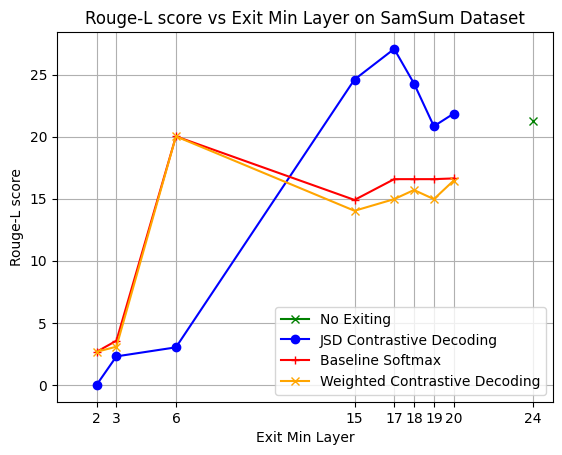 Rouge-L score vs Exit Min Layer on SamSum Dataset
Rouge-L score
25
20
15
10
5
0
No Exiting
JSD Contrastive Decoding
Baseline Softmax
Weighted Contrastive Decoding
2 3 6 15 17 18 19 20 24
Exit Min Layer